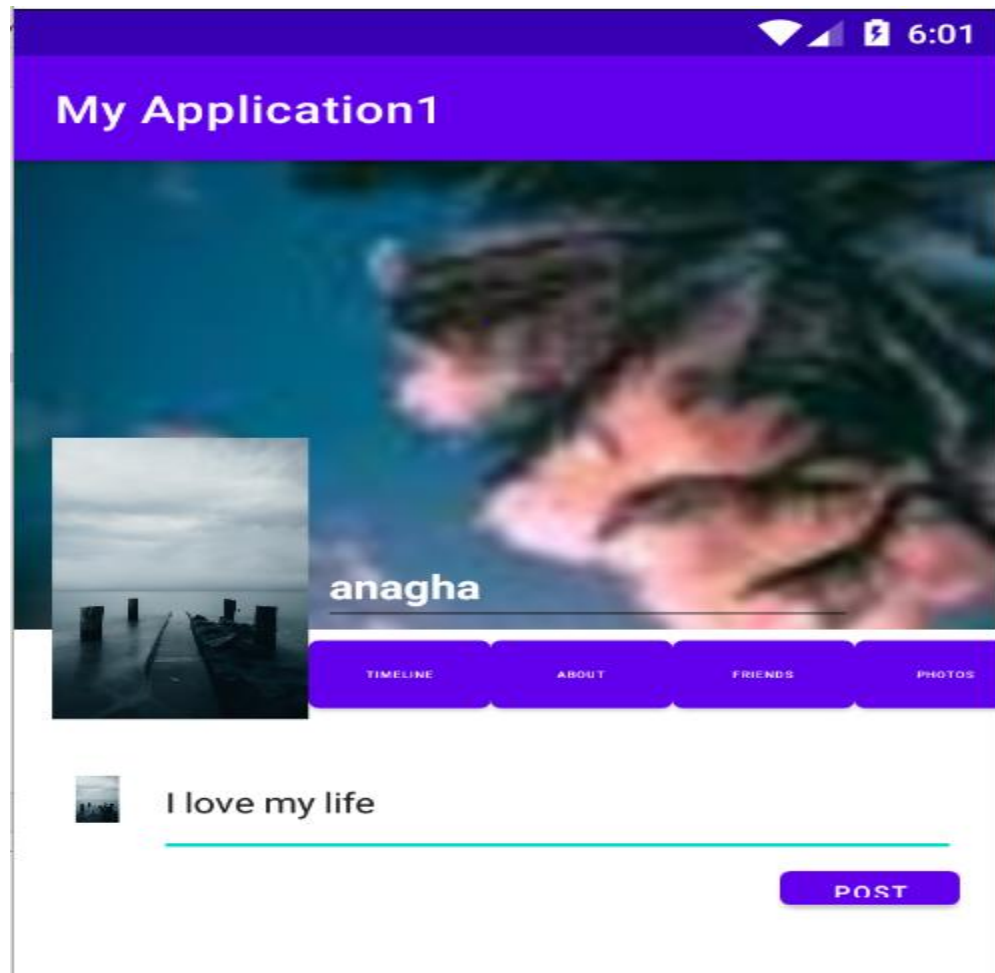 6:01
My Application1
anagha
TIMELINE ABOUT FRIENDS PHOTOS
I love my life
POST